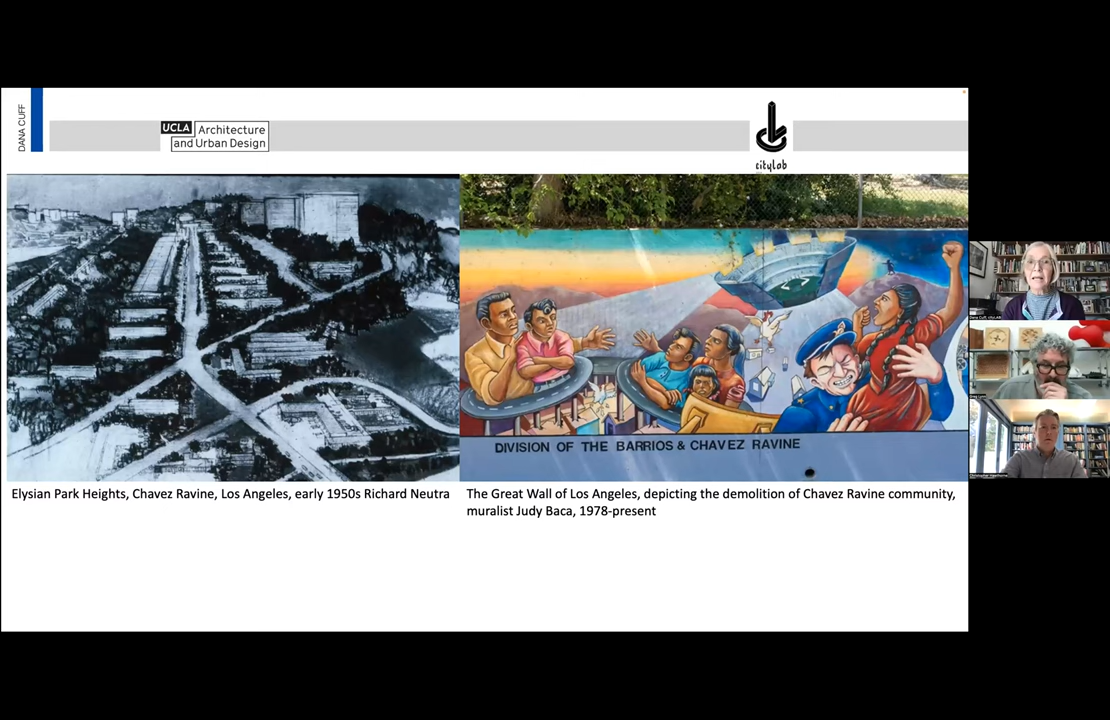 DANA CUFF
UCLA Architecture
and Urban Design
citylab
DIVISION OF THE BARRIOS & CHAVEZ RAVINE
Elysian Park Heights, Chavez Ravine, Los Angeles, early 1950s Richard Neutra
The Great Wall of Los Angeles, depicting the demolition of Chavez Ravine community,
muralist Judy Baca, 1978-present